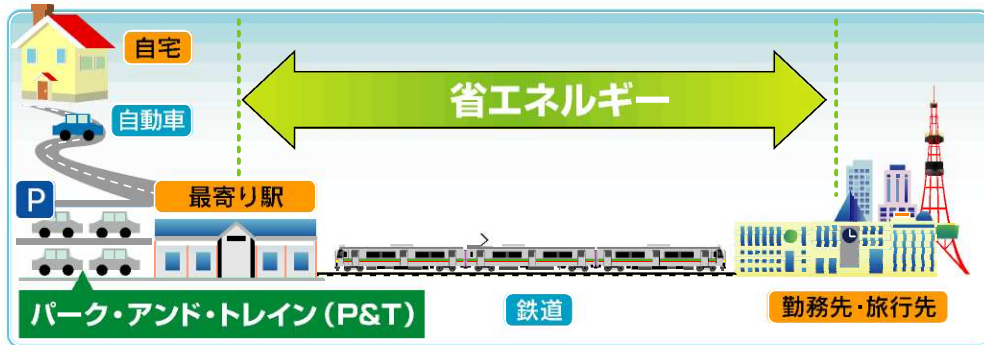 自宅
省エネルギー
自動車
P
最寄り駅
パーク・アンド・トレイン(P&T)
鉄道
勤務先・旅行先